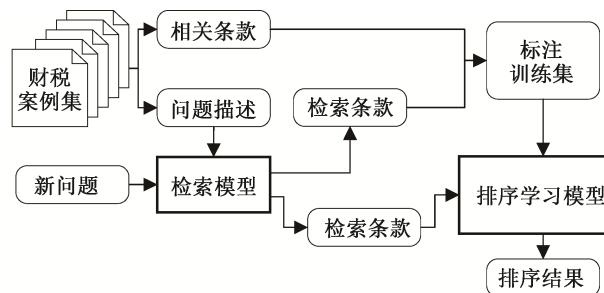 财税
案例集
相关条款
问题描述
检索条款
标注
训练集
新问题
检索模型
检索条款
排序学习模型
排序结果